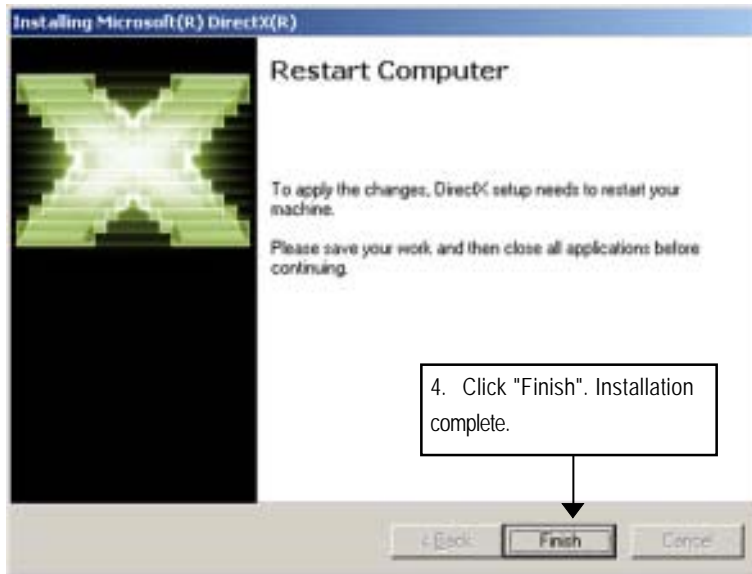 Installing Microsoft(R) DirectX(R)
Restart Computer
To apply the changes, DirectX setup needs to restart your
machine.
Please save your work and then close all applications before
continuing.
4. Click "Finish". Installation
complete.
< Back
Finish
Cancel